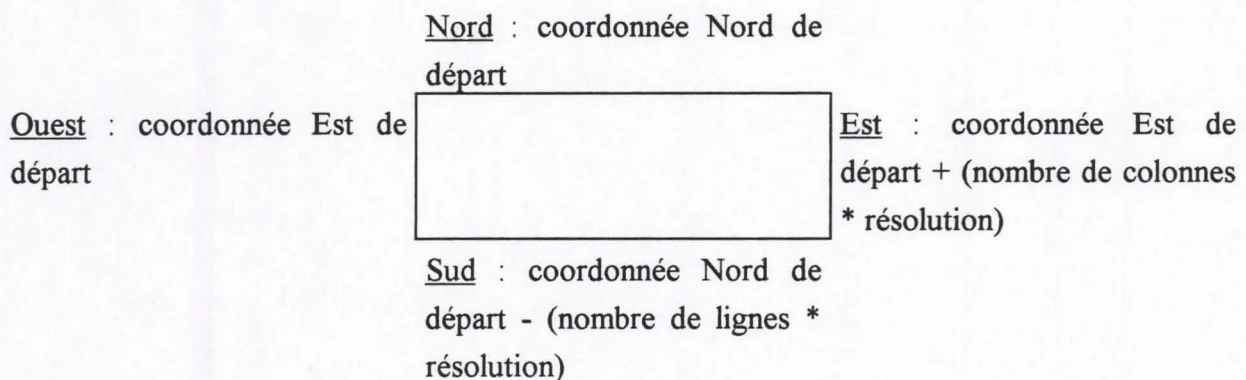 Nord : coordonnée Nord de
départ
Ouest : coordonnée Est de
départ
Est : coordonnée Est de
départ + (nombre de colonnes
* résolution)
Sud : coordonnée Nord de
départ - (nombre de lignes *
résolution)